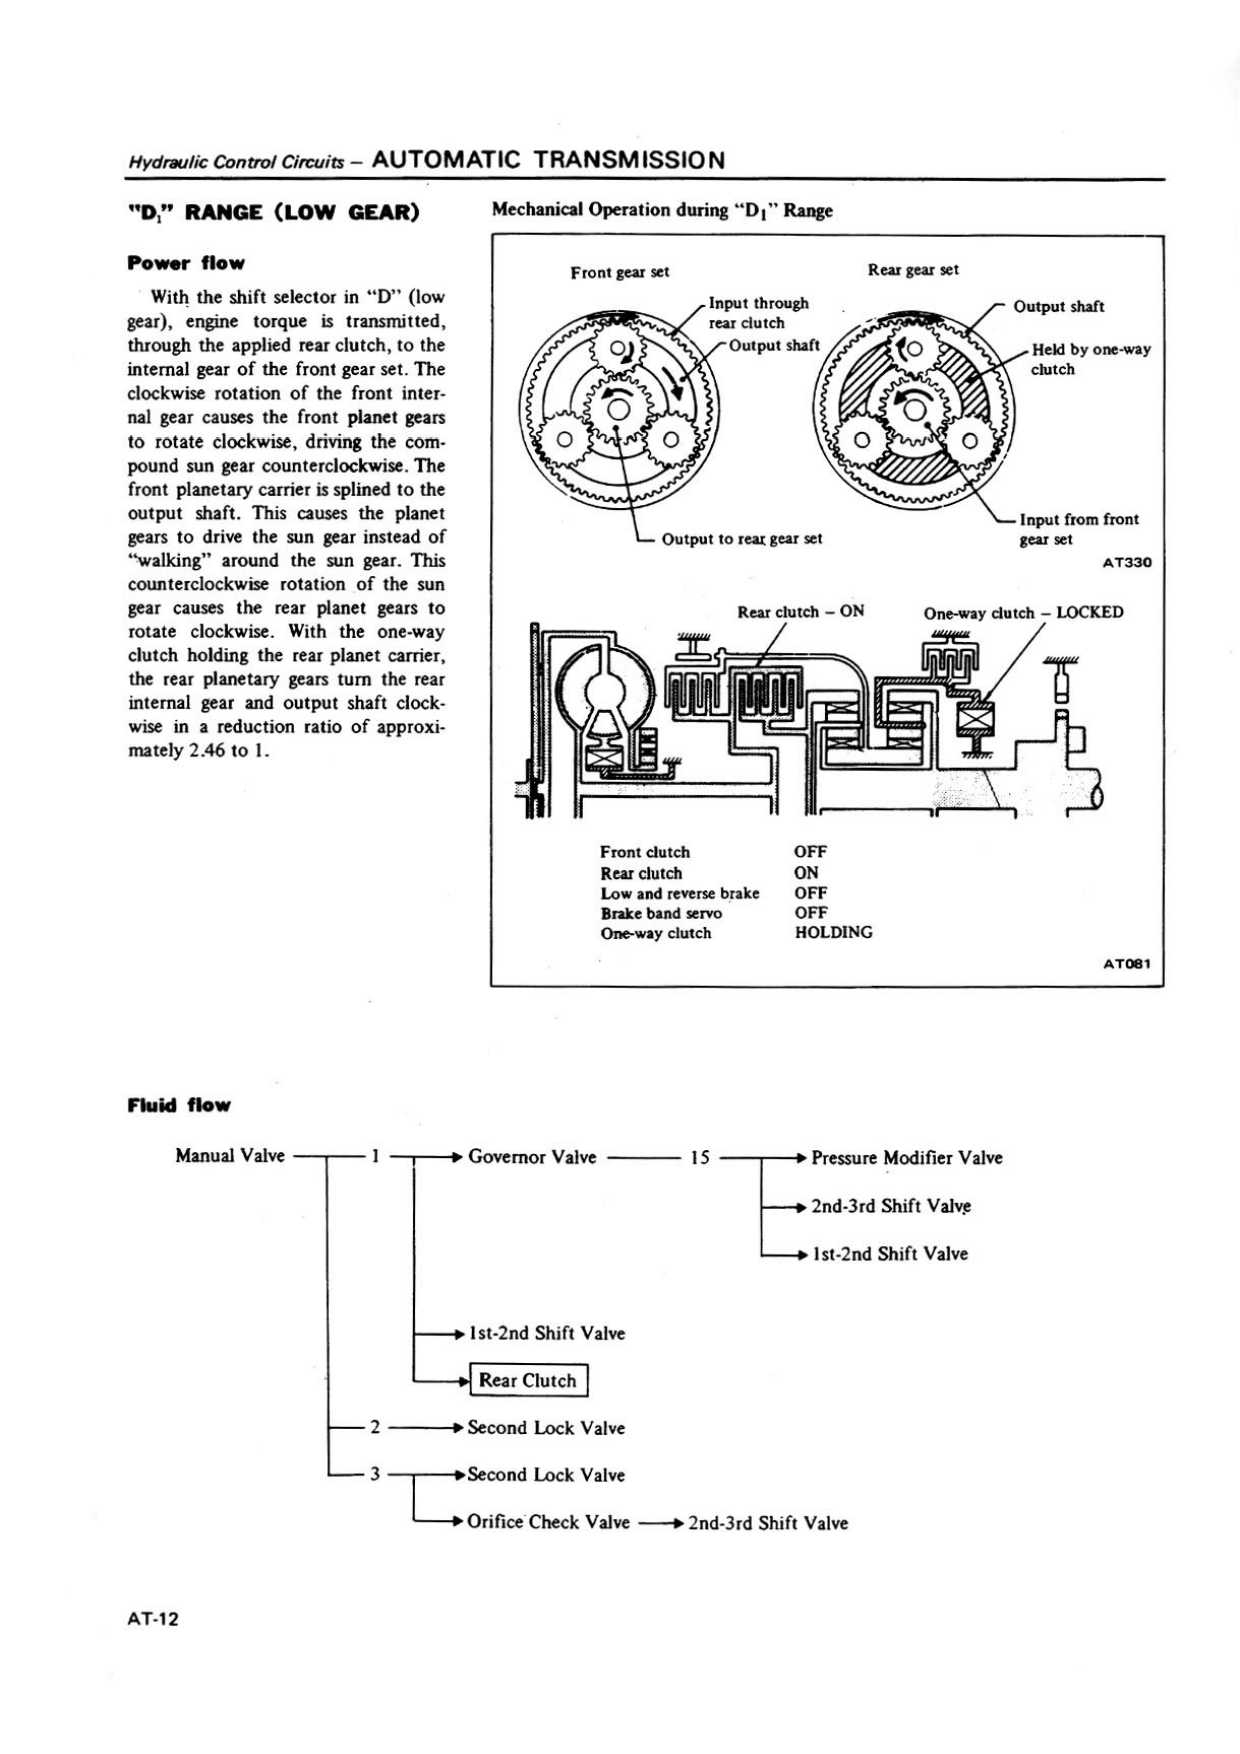 Hydraulic Control Circuits – AUTOMATIC TRANSMISSION
"D₁" RANGE (LOW GEAR)
Power flow
With the shift selector in "D" (low
gear), engine torque is transmitted,
through the applied rear clutch, to the
internal gear of the front gear set. The
clockwise rotation of the front inter-
nal gear causes the front planet gears
to rotate clockwise, driving the com-
pound sun gear counterclockwise. The
front planetary carrier is splined to the
output shaft. This causes the planet
gears to drive the sun gear instead of
"walking" around the sun gear. This
counterclockwise rotation of the sun
gear causes the rear planet gears to
rotate clockwise. With the one-way
clutch holding the rear planet carrier,
the rear planetary gears turn the rear
internal gear and output shaft clock-
wise in a reduction ratio of approxi-
mately 2.46 to 1.
Mechanical Operation during "D₁" Range
Front gear set
Rear gear set
Input through
rear clutch
Output shaft
Output shaft
Held by one-way
clutch
Output to rear gear set
Input from front
gear set
AT330
Rear clutch – ON
One-way clutch – LOCKED
Front clutch OFF
Rear clutch ON
Low and reverse brake OFF
Brake band servo OFF
One-way clutch HOLDING
AT081
Fluid flow
Manual Valve 1 Governor Valve 15 Pressure Modifier Valve
2nd-3rd Shift Valve
1st-2nd Shift Valve
1st-2nd Shift Valve
Rear Clutch
2 Second Lock Valve
3 Second Lock Valve
Orifice Check Valve 2nd-3rd Shift Valve
AT-12